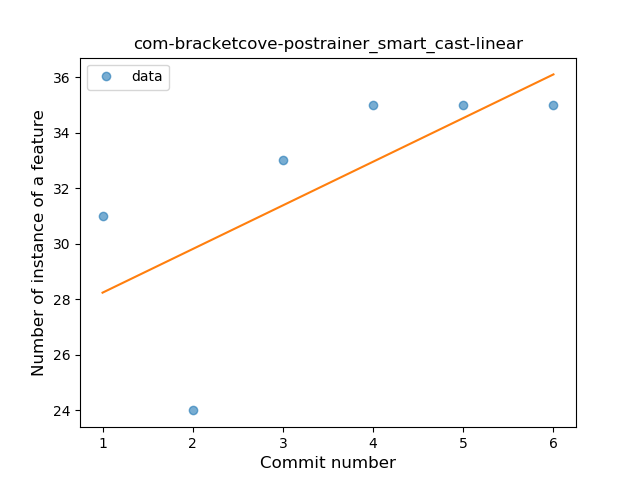 com-bracketcove-postrainer_smart_cast-linear
data
Number of instance of a feature
36
34
32
30
28
26
24
1 2 3 4 5 6
Commit number